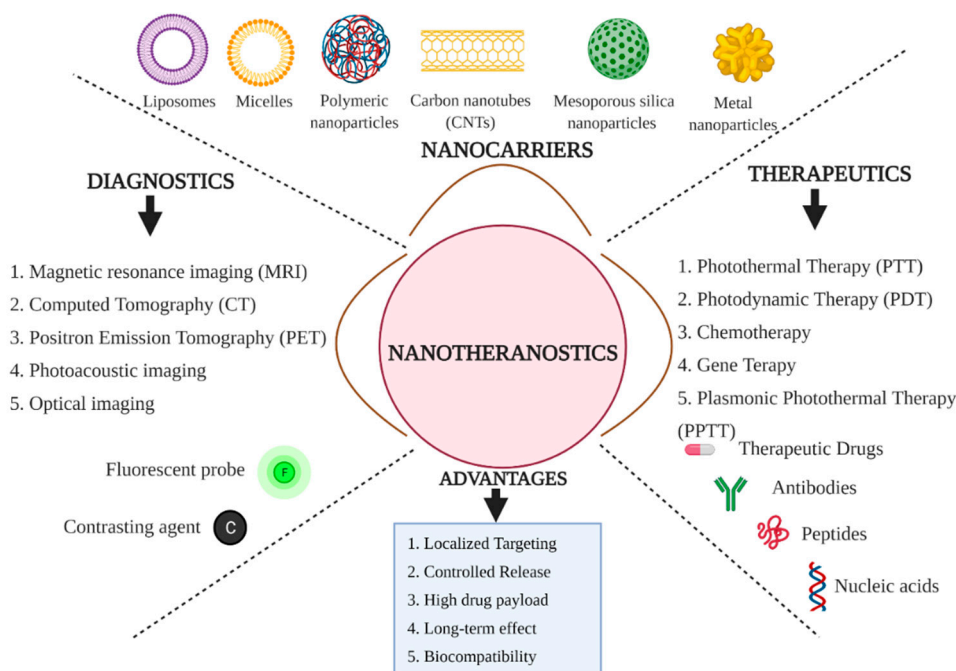 Liposomes
Micelles
Polymeric
nanoparticles
Carbon nanotubes
(CNTs)
Mesoporous silica
nanoparticles
Metal
nanoparticles
NANOCARRIERS
DIAGNOSTICS
1. Magnetic resonance imaging (MRI)
2. Computed Tomography (CT)
3. Positron Emission Tomography (PET)
4. Photoacoustic imaging
5. Optical imaging
Fluorescent probe
F
Contrasting agent
C
NANOTHERANOSTICS
THERAPEUTICS
1. Photothermal Therapy (PTT)
2. Photodynamic Therapy (PDT)
3. Chemotherapy
4. Gene Terapy
5. Plasmonic Photothermal Therapy
(PPTT)
Therapeutic Drugs
Antibodies
Peptides
Nucleic acids
ADVANTAGES
1. Localized Targeting
2. Controlled Release
3. High drug payload
4. Long-term effect
5. Biocompatibility